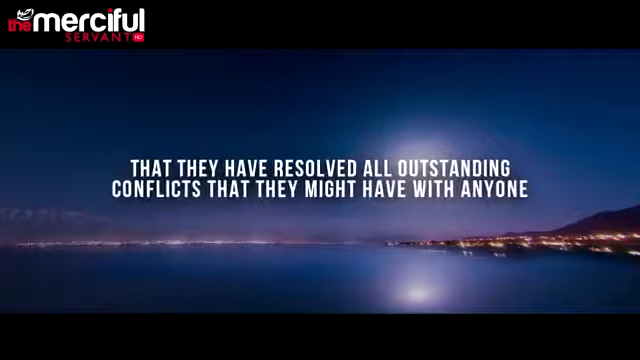 the merciful
SERVANT HD
THAT THEY HAVE RESOLVED ALL OUTSTANDING
CONFLICTS THAT THEY MIGHT HAVE WITH ANYONE